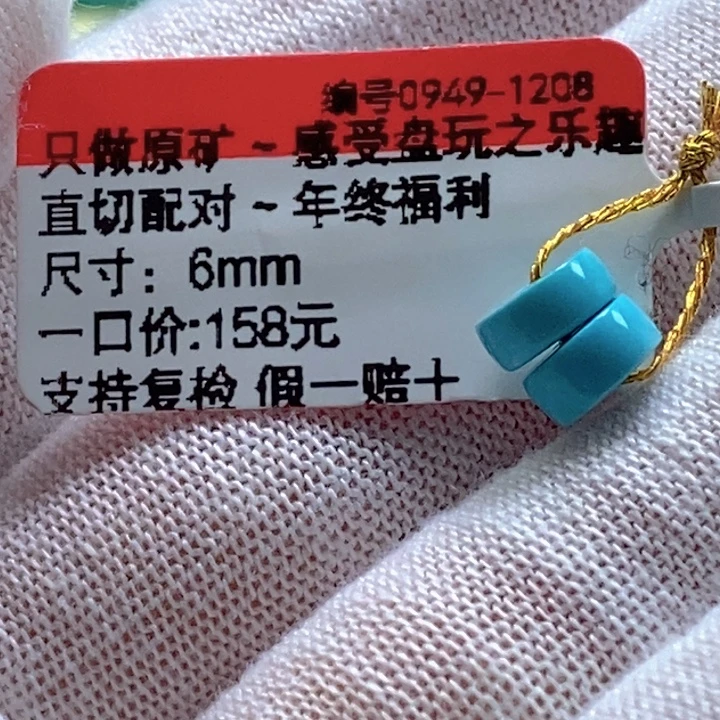 编号0949-1208
只做原矿~感受盘玩之乐趣
直切配对~年终福利
尺寸：6mm
一口价:158元
支持复检 假一赔十